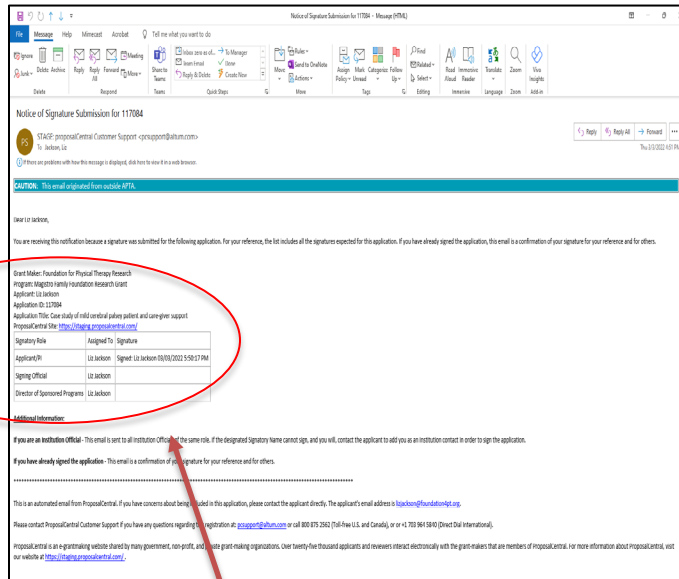 Notice of Signature Submission for 117084 - Message (HTML)
File Message Help Mimecast Acrobat Tell me what you want to do
Ignore Delete Archive Reply Reply All Forward Meeting Share to Teams Inbox zero as of... To Manager Move Rules Assign Policy Mark Unread Categorize Follow Up Find Read Aloud Immersive Reader Translate Zoom Viva Insights
Junk More Team Email Done Send to OneNote Related
Reply & Delete Create New Actions Select
Delete Respond Teams Quick Steps Move Tags Editing Immersive Language Zoom Add-in
Notice of Signature Submission for 117084
PS
STAGE: proposalCentral Customer Support <pcsupport@altum.com>
To Jackson, Liz
Reply Reply All Forward
Thu 3/3/2022 4:51 PM
If there are problems with how this message is displayed, click here to view it in a web browser.
CAUTION: This email originated from outside APTA.
Dear Liz Jackson,
You are receiving this notification because a signature was submitted for the following application. For your reference, the list includes all the signatures expected for this application. If you have already signed the application, this email is a confirmation of your signature for your reference and for others.
Grant Maker: Foundation for Physical Therapy Research
Program: Magistro Family Foundation Research Grant
Applicant: Liz Jackson
Application ID: 117084
Application Title: Case study of mild cerebral palsey patient and care-giver support
ProposalCentral Site: https://staging.proposalcentral.com/
Signatory Role Assigned To Signature
Applicant/PI Liz Jackson Signed: Liz Jackson 03/03/2022 5:50:17 PM
Signing Official Liz Jackson
Director of Sponsored Programs Liz Jackson
Additional Information:
If you are an Institution Official - This email is sent to all Institution Officials of the same role. If the designated Signatory Name cannot sign, and you will, contact the applicant to add you as an institution contact in order to sign the application.
If you have already signed the application - This email is a confirmation of your signature for your reference and for others.
This is an automated email from ProposalCentral. If you have concerns about being included in this application, please contact the applicant directly. The applicant's email address is lizjackson@foundation4pt.org.
Please contact ProposalCentral Customer Support if you have any questions regarding this registration at: pcsupport@altum.com or call 800 875 2562 (Toll-free U.S. and Canada), or or +1 703 964 5840 (Direct Dial International).
ProposalCentral is an e-grantmaking website shared by many government, non-profit, and private grant-making organizations. Over twenty-five thousand applicants and reviewers interact electronically with the grant-makers that are members of ProposalCentral. For more information about ProposalCentral, visit
our website at https://staging.proposalcentral.com/ .